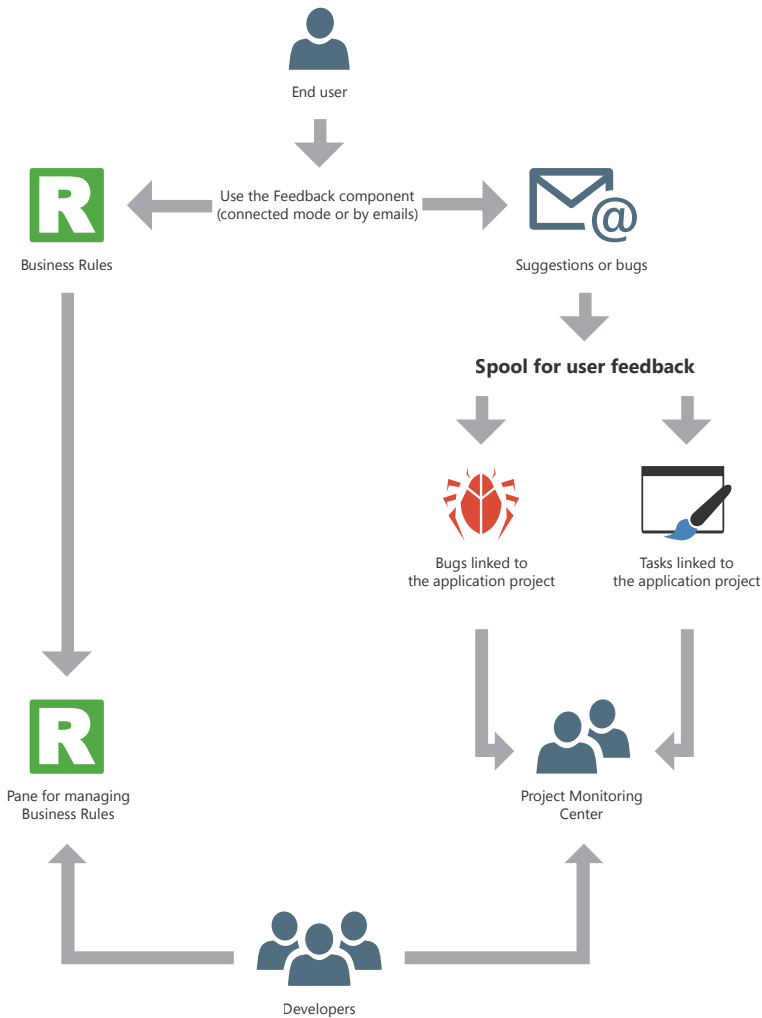 End user
Use the Feedback component
(connected mode or by emails)
R
Business Rules
@
Suggestions or bugs
Spool for user feedback
Bugs linked to
the application project
Tasks linked to
the application project
R
Pane for managing
Business Rules
Project Monitoring
Center
Developers